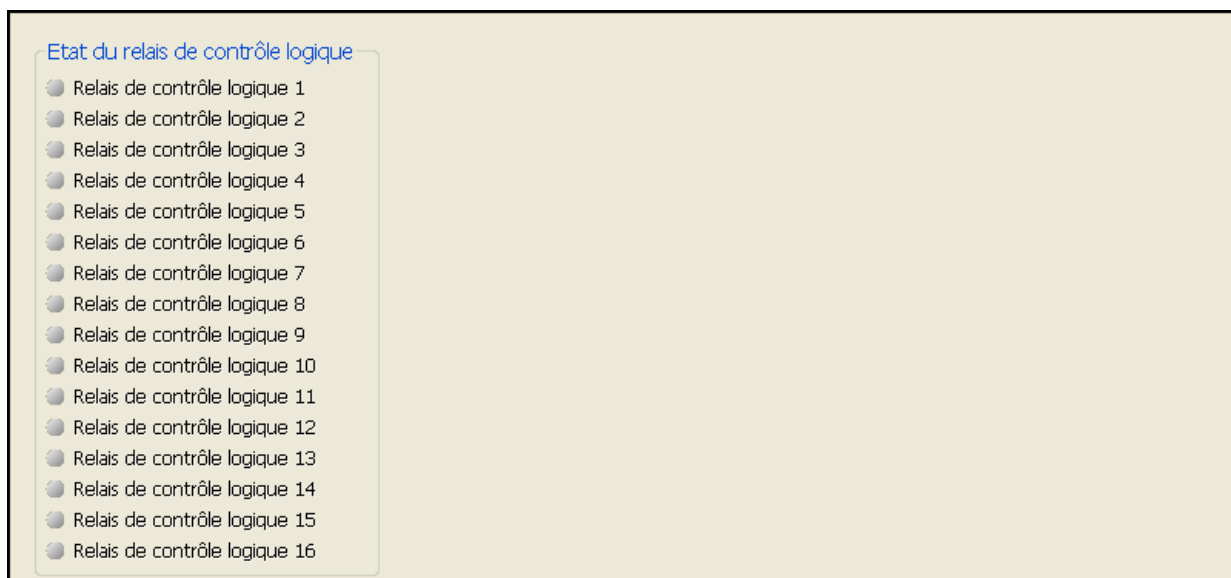 Etat du relais de contrôle logique
Relais de contrôle logique 1
Relais de contrôle logique 2
Relais de contrôle logique 3
Relais de contrôle logique 4
Relais de contrôle logique 5
Relais de contrôle logique 6
Relais de contrôle logique 7
Relais de contrôle logique 8
Relais de contrôle logique 9
Relais de contrôle logique 10
Relais de contrôle logique 11
Relais de contrôle logique 12
Relais de contrôle logique 13
Relais de contrôle logique 14
Relais de contrôle logique 15
Relais de contrôle logique 16